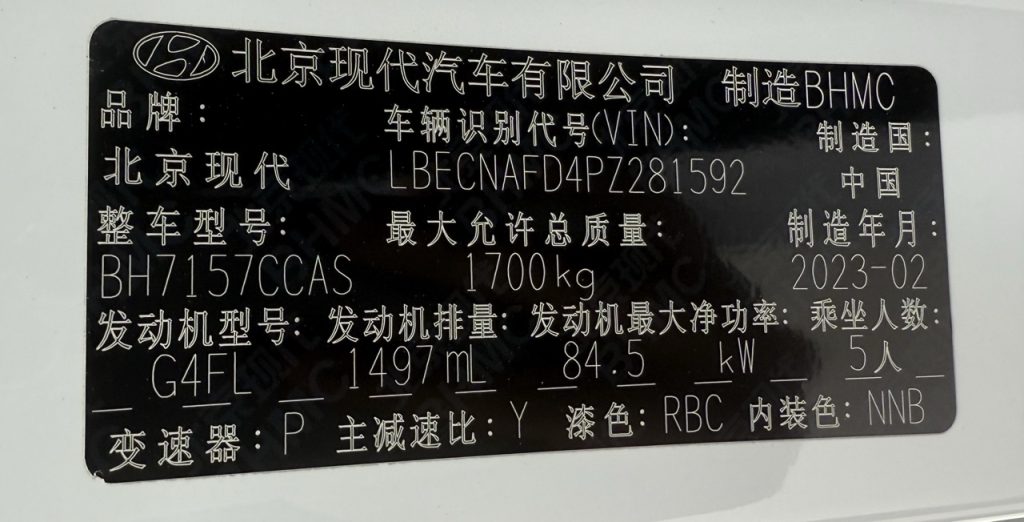 北京现代汽车有限公司 制造BHMC
品牌: 车辆识别代号(VIN): 制造国:
北京现代 LBECNAFD4PZ281592 中国
整车型号: 最大允许总质量: 制造年月:
BH7157CCAS 1700kg 2023-02
发动机型号: 发动机排量: 发动机最大净功率: 乘坐人数:
G4FL 1497mL 84.5 kW 5人
变速器: P 主减速比: Y 漆色: RBC 内装色: NNB